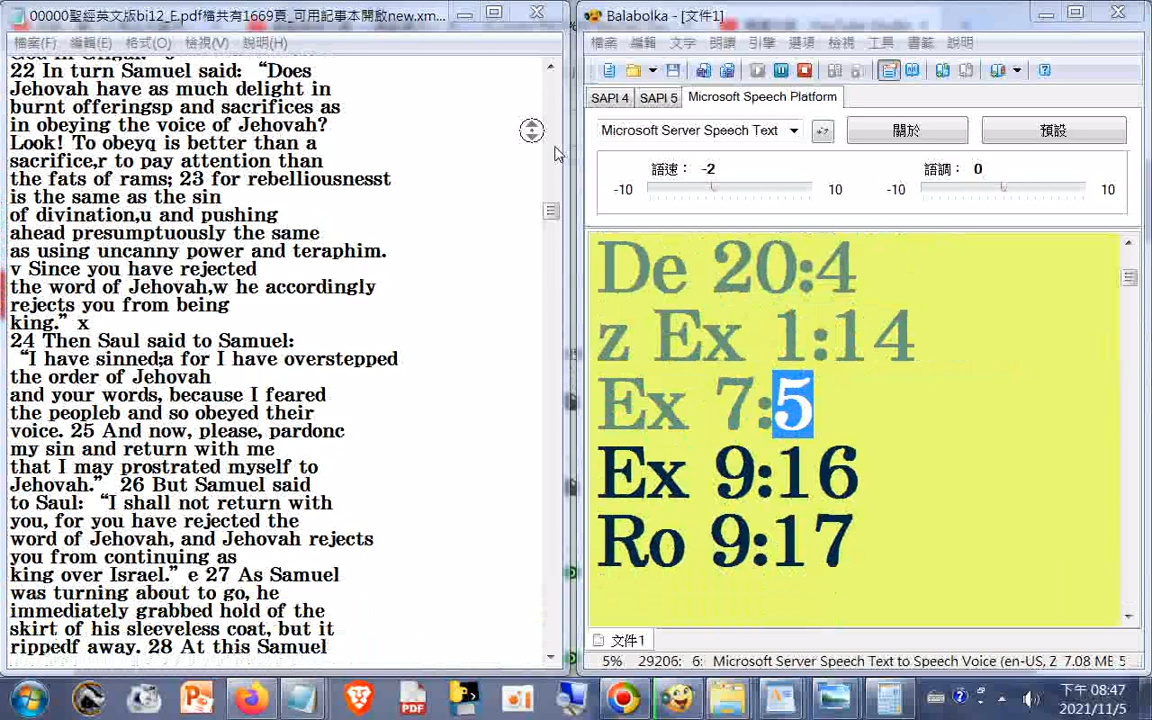 00000聖經英文版bi12_E.pdf檔共有1669頁_可用記事本開啟new.xm...
檔案(F) 編輯(E) 格式(O) 檢視(V) 說明(H)
22 In turn Samuel said: “Does
Jehovah have as much delight in
burnt offeringsp and sacrifices as
in obeying the voice of Jehovah?
Look! To obeyq is better than a
sacrifice,r to pay attention than
the fats of rams; 23 for rebelliousnesst
is the same as the sin
of divination,u and pushing
ahead presumptuously the same
as using uncanny power and teraphim.
v Since you have rejected
the word of Jehovah,w he accordingly
rejects you from being
king.” x
24 Then Saul said to Samuel:
“I have sinned;a for I have overstepped
the order of Jehovah
and your words, because I feared
the peopleb and so obeyed their
voice. 25 And now, please, pardonc
my sin and return with me
that I may prostrated myself to
Jehovah.” 26 But Samuel said
to Saul: “I shall not return with
you, for you have rejected the
word of Jehovah, and Jehovah rejects
you from continuing as
king over Israel.” e 27 As Samuel
was turning about to go, he
immediately grabbed hold of the
skirt of his sleeveless coat, but it
rippedf away. 28 At this Samuel
Balabolka - [文件1]
檔案 編輯 文字 朗讀 引擎 選項 檢視 工具 書籤 說明
SAPI 4 SAPI 5 Microsoft Speech Platform
Microsoft Server Speech Text 關於 預設
語速： -2 語調： 0
-10 10 -10 10
De 20:4
z Ex 1:14
Ex 7:5
Ex 9:16
Ro 9:17
文件1
5% 29206: 6: Microsoft Server Speech Text to Speech Voice (en-US, Z 7.08 MB 5
PDF
下午 08:47
2021/11/5